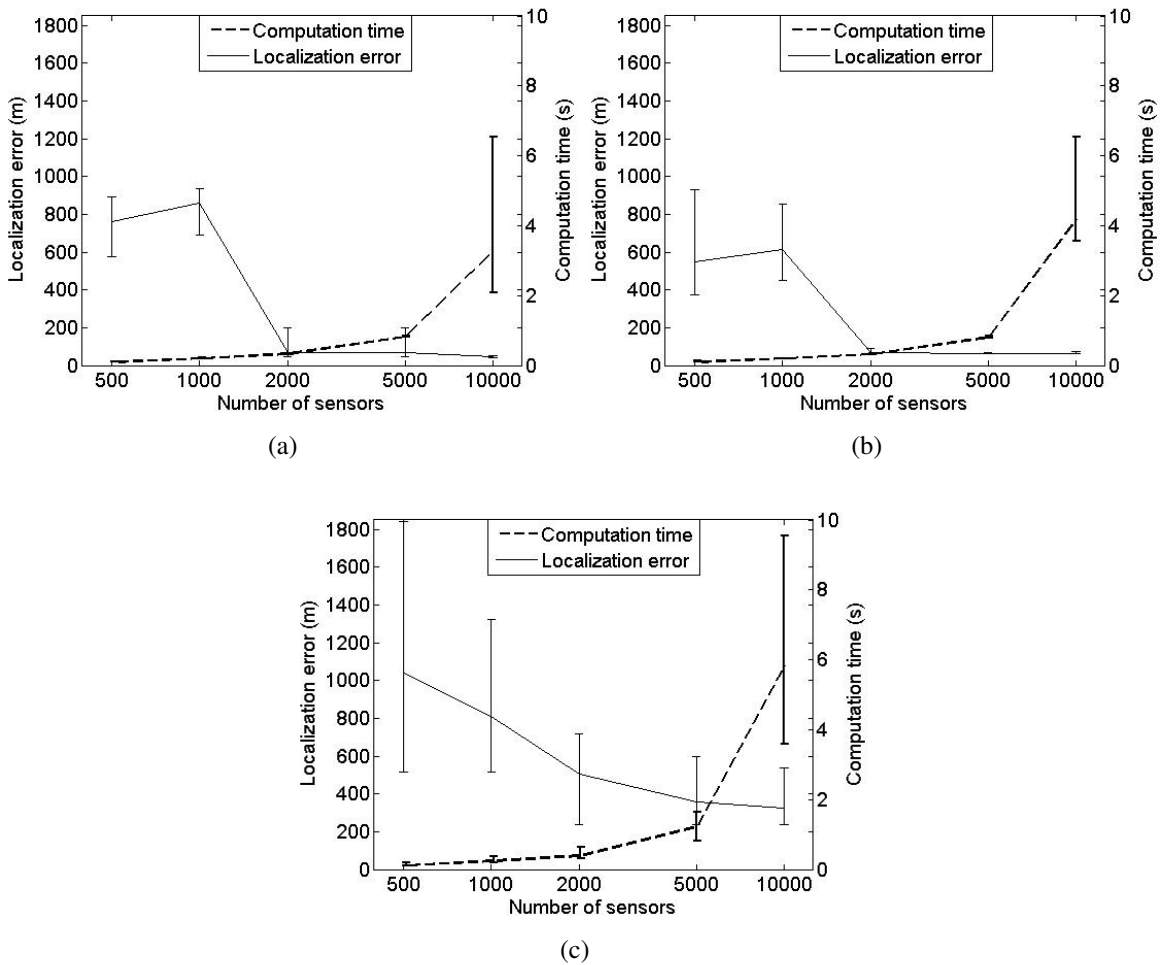 Computation time
Localization error
Localization error (m)
1800
1600
1400
1200
1000
800
600
400
200
0
10
8
6
4
2
0
Computation time (s)
500 1000 2000 5000 10000
Number of sensors
(a)
Computation time
Localization error
Localization error (m)
1800
1600
1400
1200
1000
800
600
400
200
0
10
8
6
4
2
0
Computation time (s)
500 1000 2000 5000 10000
Number of sensors
(b)
Computation time
Localization error
Localization error (m)
1800
1600
1400
1200
1000
800
600
400
200
0
10
8
6
4
2
0
Computation time (s)
500 1000 2000 5000 10000
Number of sensors
(c)